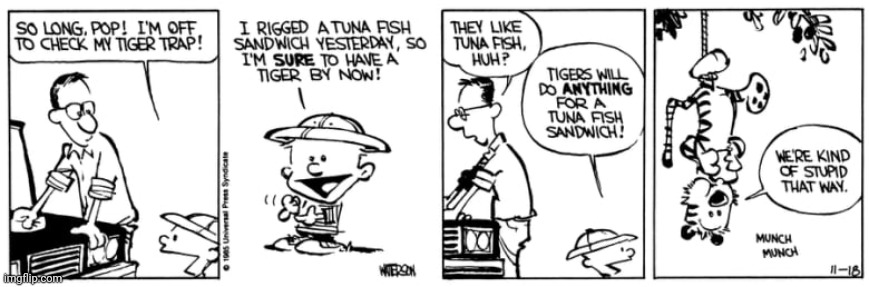 SO LONG, POP! I'M OFF
TO CHECK MY TIGER TRAP!
I RIGGED A TUNA FISH
SANDWICH YESTERDAY, SO
I'M SURE TO HAVE A
TIGER BY NOW!
THEY LIKE
TUNA FISH,
HUH?
TIGERS WILL
DO ANYTHING
FOR A
TUNA FISH
SANDWICH!
WE'RE KIND
OF STUPID
THAT WAY.
MUNCH
MUNCH
© 1985 Universal Press Syndicate
WATTERSON
11-18
imgflip.com